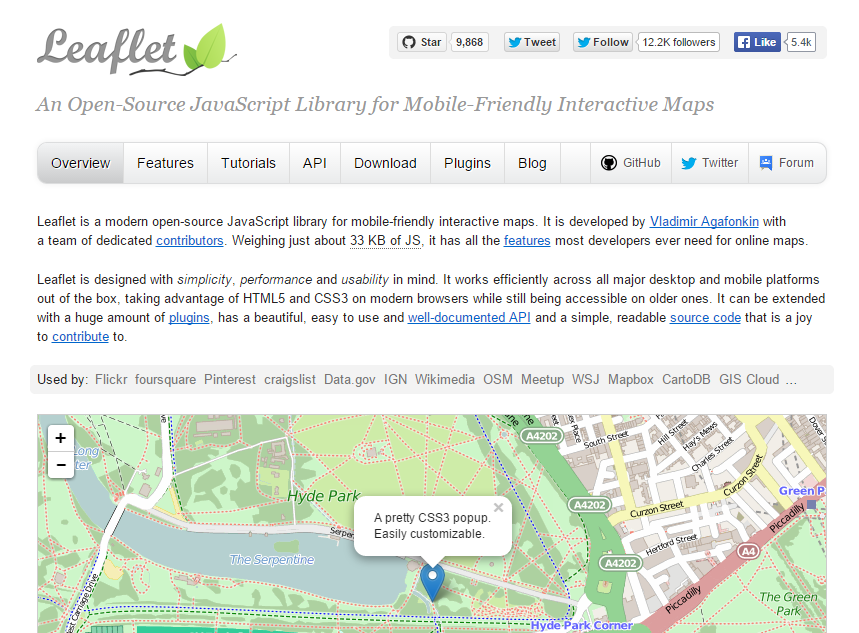 Leaflet
Star 9,868 Tweet Follow 12.2K followers Like 5.4k
An Open-Source JavaScript Library for Mobile-Friendly Interactive Maps
Overview Features Tutorials API Download Plugins Blog GitHub Twitter Forum
Leaflet is a modern open-source JavaScript library for mobile-friendly interactive maps. It is developed by Vladimir Agafonkin with
a team of dedicated contributors. Weighing just about 33 KB of JS, it has all the features most developers ever need for online maps.
Leaflet is designed with simplicity, performance and usability in mind. It works efficiently across all major desktop and mobile platforms
out of the box, taking advantage of HTML5 and CSS3 on modern browsers while still being accessible on older ones. It can be extended
with a huge amount of plugins, has a beautiful, easy to use and well-documented API and a simple, readable source code that is a joy
to contribute to.
Used by: Flickr foursquare Pinterest craigslist Data.gov IGN Wikimedia OSM Meetup WSJ Mapbox CartoDB GIS Cloud …
+
−
Long
A4202
South Street
Hill Street
Hay's Mews
Charles Street
Curzon Street
Hyde Park
A4202
Curzon Street
Green P
Piccadilly
A pretty CSS3 popup.
Easily customizable.
×
Hertford Street
A4
The Serpentine
A4202
Piccadilly
The Green
Park
Hyde Park Corner